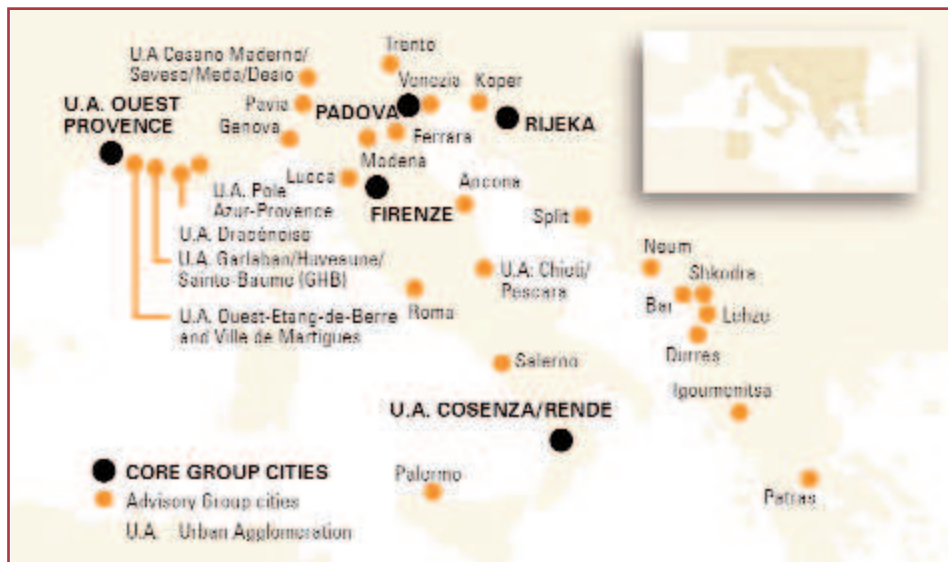 Trento
U.A Cesano Maderno/
Seveso/Meda/Desio
Venezia
Koper
U.A. OUEST
PROVENCE
Pavia
PADOVA
RIJEKA
Genova
Ferrara
Modena
Lucca
U.A. Pole
Azur-Provence
FIRENZE
Ancona
Split
U.A. Dracénoise
U.A. Garlaban/Huveaune/
Sainte-Baume (GHB)
U.A: Chieti/
Pescara
Neum
Shkodra
Bar
Lehze
Durres
U.A. Ouest-Etang-de-Berre
and Ville de Martigues
Roma
Salerno
Igoumenitsa
U.A. COSENZA/RENDE
Palermo
Patras
CORE GROUP CITIES
Advisory Group cities
U.A. Urban Agglomeration